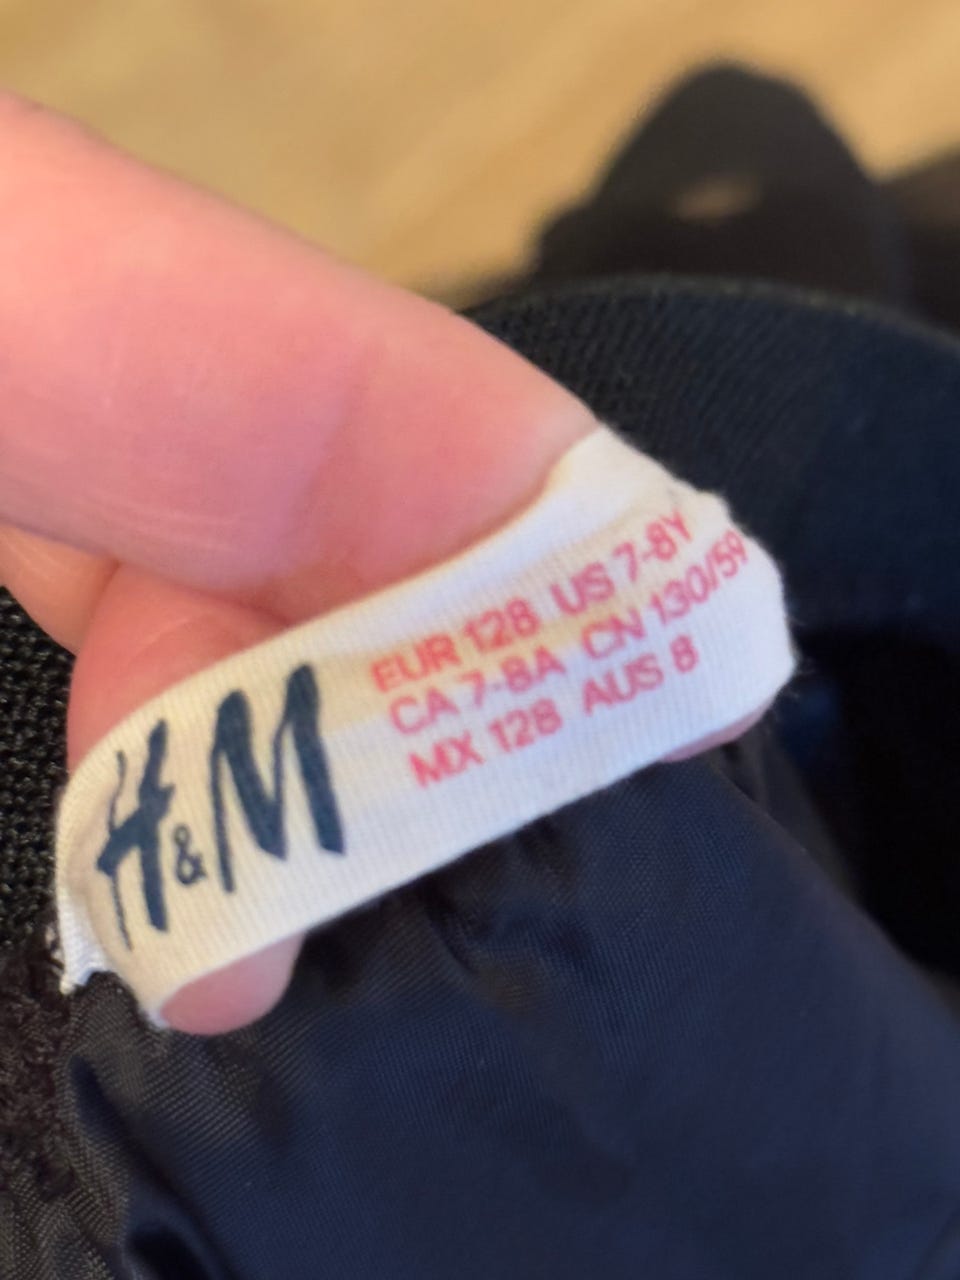 H&M
EUR 128 US 7-8Y
CA 7-8A CN 130/59
MX 128 AUS 8